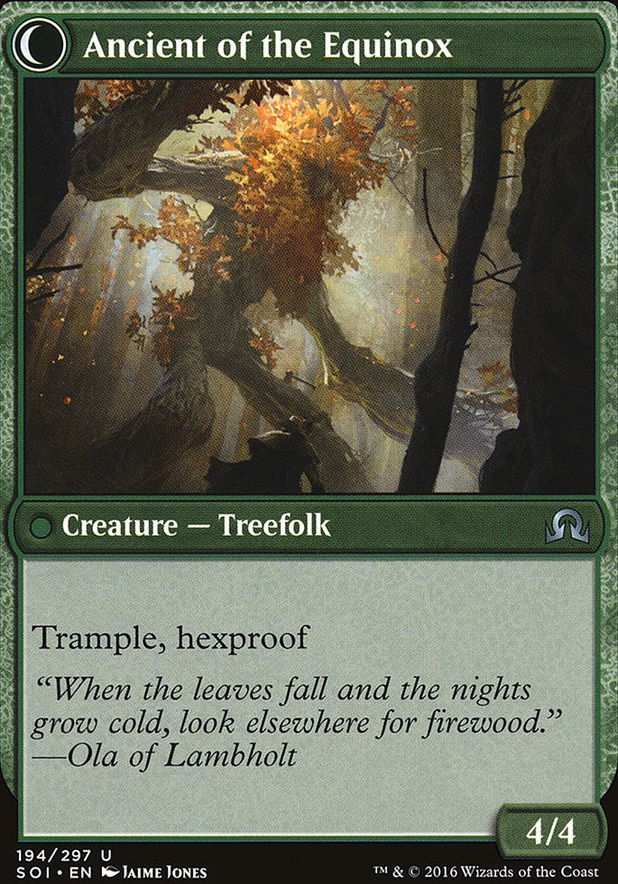 Ancient of the Equinox
Creature — Treefolk
Trample, hexproof
“When the leaves fall and the nights
grow cold, look elsewhere for firewood.”
—Ola of Lambholt
4/4
194/297 U
SOI • EN JAIME JONES
™ & © 2016 Wizards of the Coast